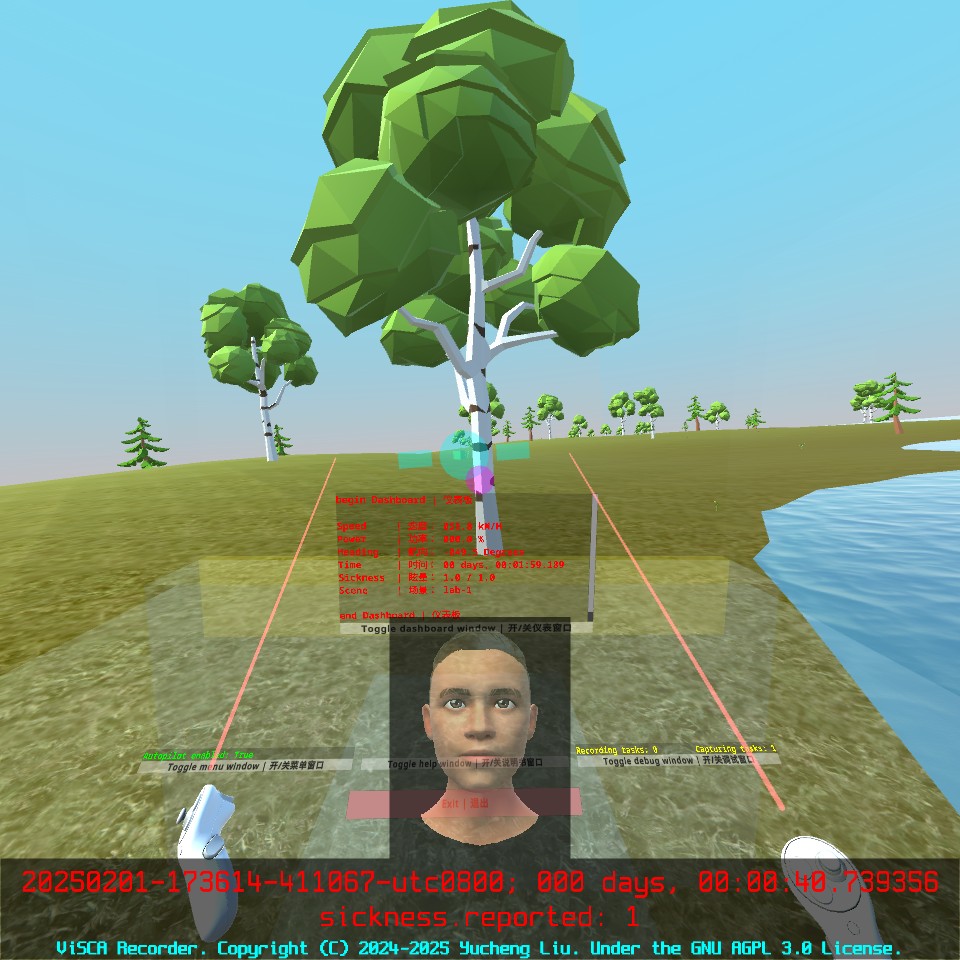 begin Dashboard | 仪表板
Speed | 速度:
Power | 功率: %
Heading Degrees
Time | 时间: 00 days, 00:01:59.189
Sickness | 眩晕: 1.0 / 1.0
Scene | 场景: lab-1
end Dashboard | 仪表板
Toggle dashboard window | 开/关仪表窗口
Autopilot enabled: True
Recording tasks: 0 Capturing tasks: 1
Toggle menu window | 开/关菜单窗口
Toggle help window | 开/关说明书窗口
Toggle debug window | 开/关调试窗口
Exit | 退出
20250201-173614-411067-utc0800; 000 days, 00:00:40.739356
sickness.reported: 1
ViSCA Recorder. Copyright (C) 2024-2025 Yucheng Liu. Under the GNU AGPL 3.0 License.